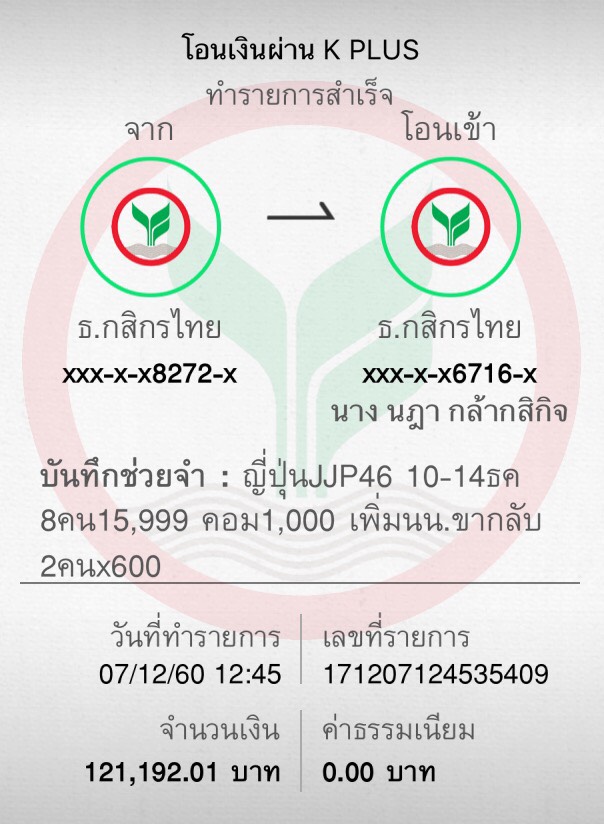 โอนเงินผ่าน K PLUS
ทำรายการสำเร็จ
จาก
โอนเข้า
ธ.กสิกรไทย
ธ.กสิกรไทย
xxx-x-x8272-x
xxx-x-x6716-x
นาง นฎา กล้ากสิกิจ
บันทึกช่วยจำ : ญี่ปุ่นJJP46 10-14ธค
8คน15,999 คอม1,000 เพิ่มนน.ขากลับ
2คนx600
วันที่ทำรายการ
เลขที่รายการ
07/12/60 12:45
171207124535409
จำนวนเงิน
ค่าธรรมเนียม
121,192.01 บาท
0.00 บาท